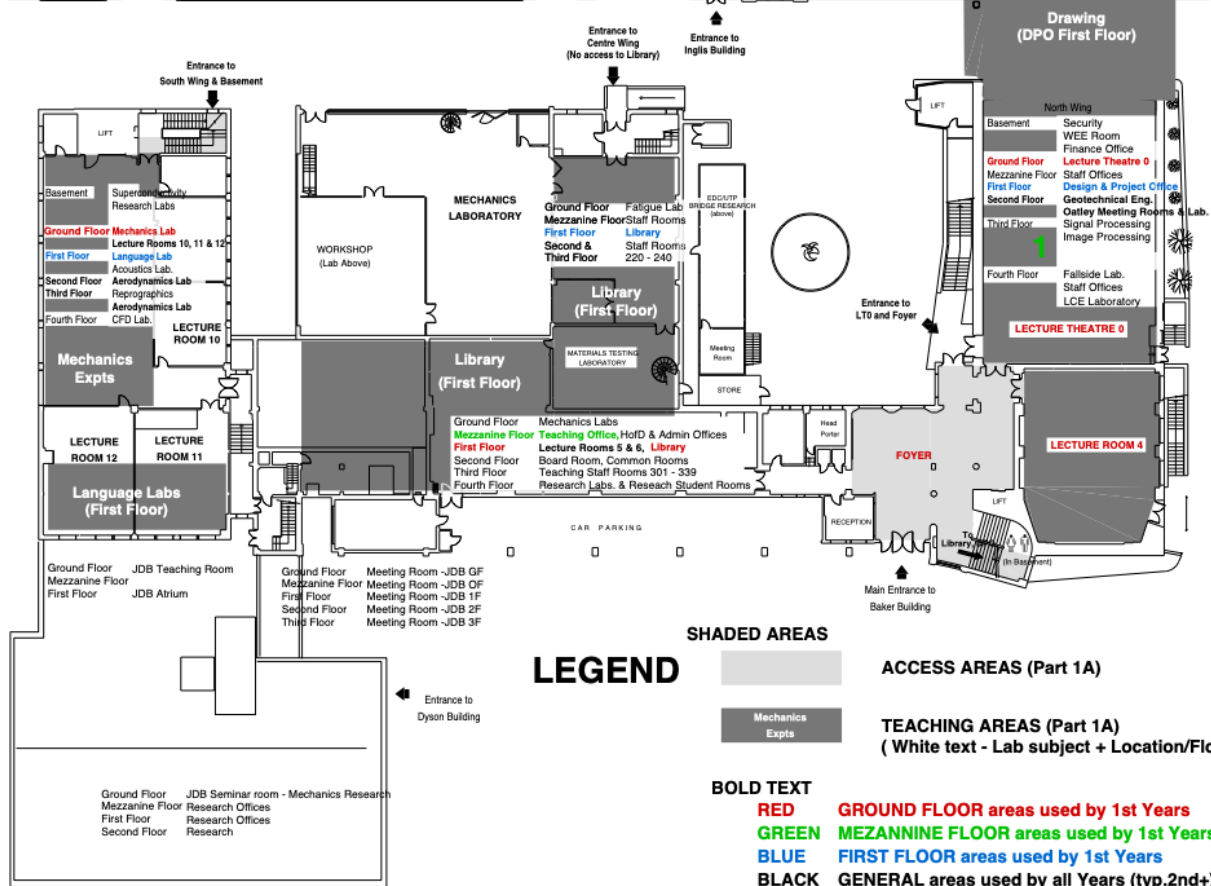 Drawing
(DPO First Floor)
Entrance to
Inglis Building
Entrance to
Centre Wing
(No access to Library)
Entrance to
South Wing & Basement
LIFT
LIFT
North Wing
Basement Security
WEE Room
Finance Office
Ground Floor Lecture Theatre 0
Mezzanine Floor Staff Offices
First Floor Design & Project Office
Second Floor Geotechnical Eng.
Oatley Meeting Rooms & Lab.
Third Floor Signal Processing
Image Processing
1
Fourth Floor Fallside Lab.
Staff Offices
LCE Laboratory
LECTURE THEATRE 0
Basement Superconductivity
Research Labs
Ground Floor Mechanics Lab
Lecture Rooms 10, 11 & 12
First Floor Language Lab
Acoustics Lab.
Second Floor Aerodynamics Lab
Third Floor Reprographics
Aerodynamics Lab
Fourth Floor CFD Lab.
LECTURE
ROOM 10
Mechanics
Expts
MECHANICS
LABORATORY
WORKSHOP
(Lab Above)
Ground Floor Fatigue Lab
Mezzanine Floor Staff Rooms
First Floor Library
Second & Staff Rooms
Third Floor 220 - 240
Library
(First Floor)
EDC/UTP
BRIDGE RESEARCH
(above)
Entrance to
LT0 and Foyer
Meeting
Room
STORE
Library
(First Floor)
MATERIALS TESTING
LABORATORY
LECTURE
ROOM 12
LECTURE
ROOM 11
Language Labs
(First Floor)
Ground Floor Mechanics Labs
Mezzanine Floor Teaching Office, HofD & Admin Offices
First Floor Lecture Rooms 5 & 6, Library
Second Floor Board Room, Common Rooms
Third Floor Teaching Staff Rooms 301 - 339
Fourth Floor Research Labs. & Reseach Student Rooms
Head
Porter
FOYER
LECTURE ROOM 4
RECEPTION
LIFT
To
Library
(In Basement)
CAR PARKING
Main Entrance to
Baker Building
Ground Floor JDB Teaching Room
Mezzanine Floor
First Floor JDB Atrium
Ground Floor Meeting Room -JDB GF
Mezzanine Floor Meeting Room -JDB OF
First Floor Meeting Room -JDB 1F
Second Floor Meeting Room -JDB 2F
Third Floor Meeting Room -JDB 3F
Entrance to
Dyson Building
Ground Floor JDB Seminar room - Mechanics Research
Mezzanine Floor Research Offices
First Floor Research Offices
Second Floor Research
LEGEND
SHADED AREAS
ACCESS AREAS (Part 1A)
Mechanics
Expts
TEACHING AREAS (Part 1A)
( White text - Lab subject + Location/Flo
BOLD TEXT
RED GROUND FLOOR areas used by 1st Years
GREEN MEZANNINE FLOOR areas used by 1st Years
BLUE FIRST FLOOR areas used by 1st Years
BLACK GENERAL areas used by all Years (typ.2nd+